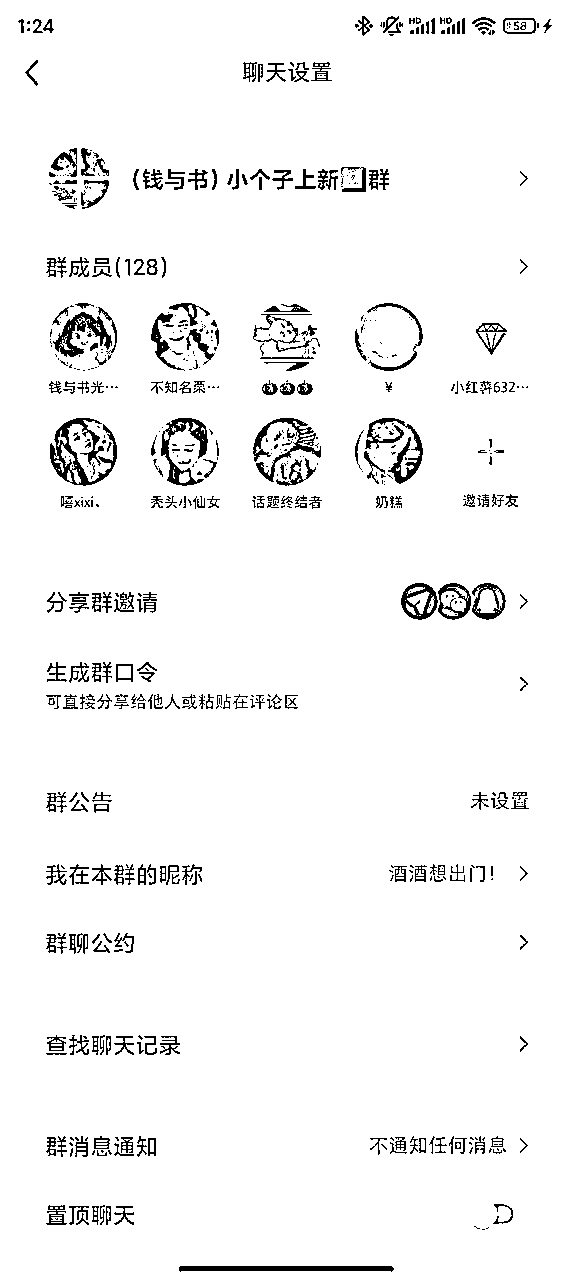 1:24
HD HD 58
聊天设置
(钱与书) 小个子上新群
群成员(128)
钱与书光… 不知名栗… ¥ 小红薯632…
嘻xixi、 秃头小仙女 话题终结者 奶糕 邀请好友
分享群邀请
生成群口令
可直接分享给他人或粘贴在评论区
群公告 未设置
我在本群的昵称 酒酒想出门!
群聊公约
查找聊天记录
群消息通知 不通知任何消息
置顶聊天